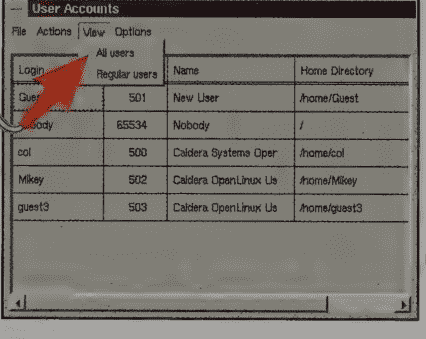 User Accounts
File Actions View Options
All users
Regular users
Login Name Home Directory
Guest 501 New User /home/Guest
Nobody 65534 Nobody /
col 500 Caldera Systems Oper /home/col
Mikey 502 Caldera OpenLinux Us /home/Mikey
guest3 503 Caldera OpenLinux Us /home/guest3